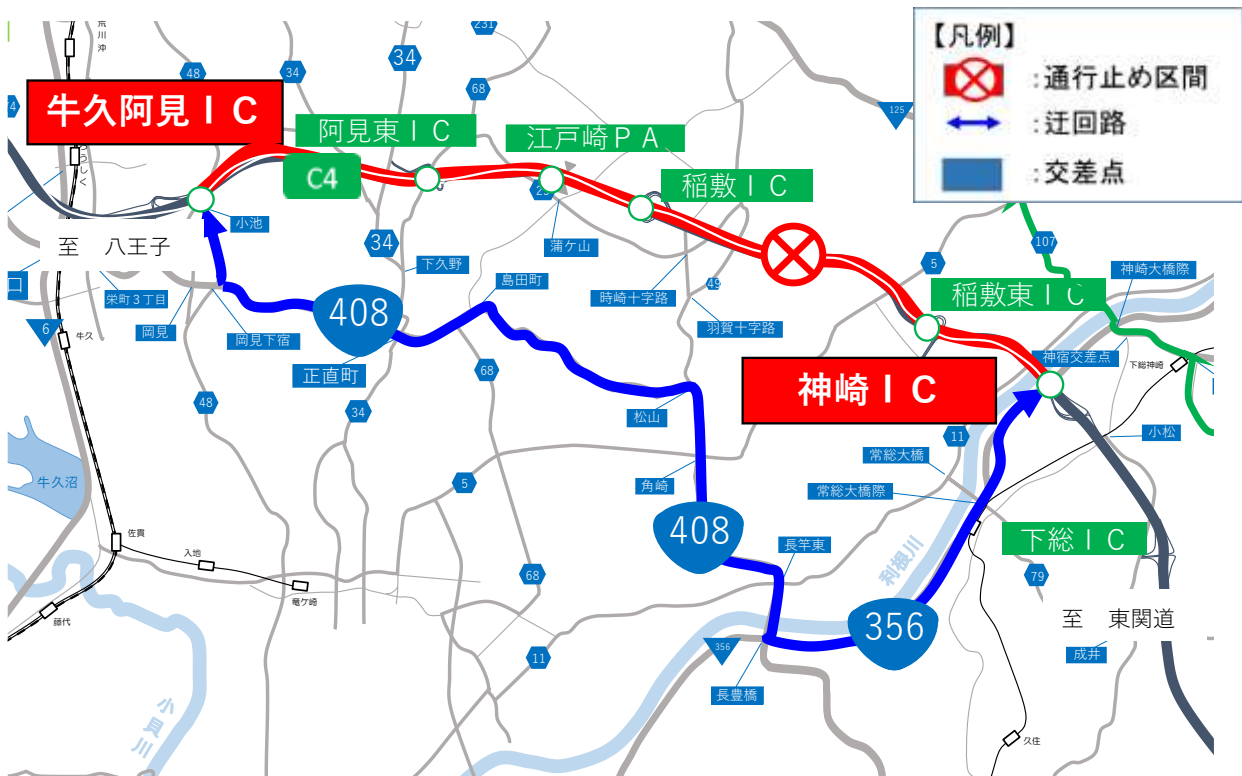 【凡例】
:通行止め区間
:迂回路
:交差点
荒川沖
231
34
48
34
68
125
牛久阿見ＩＣ
阿見東ＩＣ
江戸崎ＰＡ
稲敷ＩＣ
C4
小池
蒲ケ山
至 八王子
34
107
5
神崎大橋際
下久野
島田町
時崎十字路
49
稲敷東ＩＣ
栄町３丁目
6
牛久
岡見
岡見下宿
408
羽賀十字路
神宿交差点
下総神崎
正直町
68
神崎ＩＣ
48
34
松山
11
小松
常総大橋
牛久沼
5
角崎
常総大橋際
佐貫
入地
408
長竿東
利根川
下総ＩＣ
竜ケ崎
68
79
藤代
356
至 東関道
356
11
成井
長豊橋
小貝川
久住